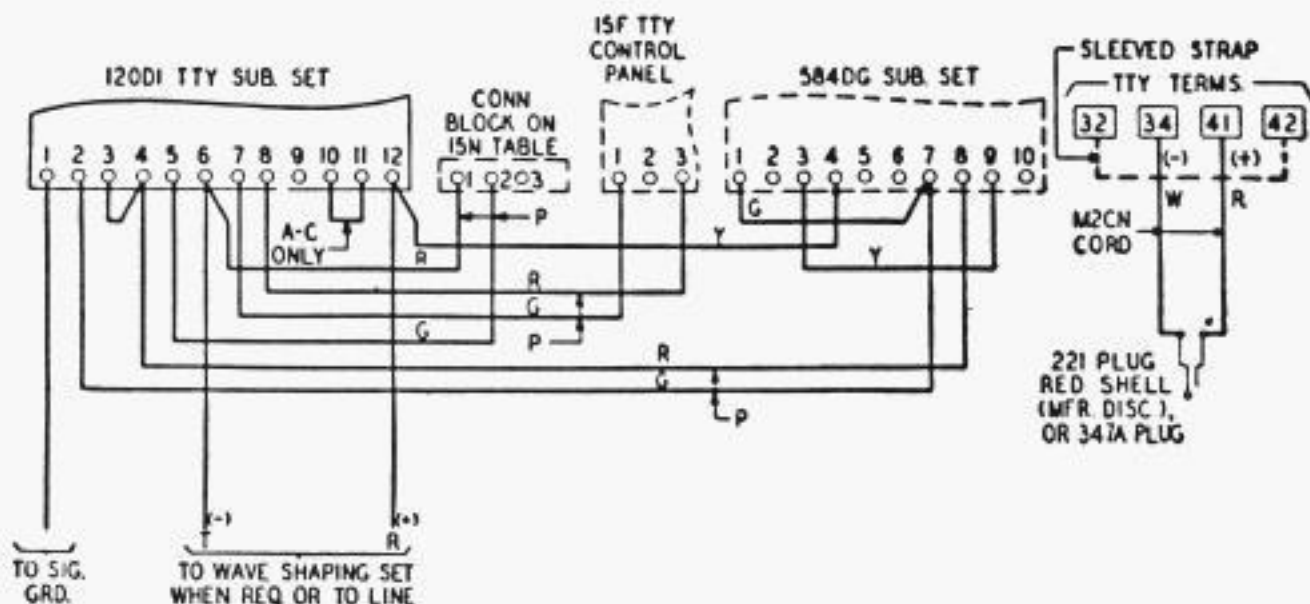 120D1 TTY SUB. SET
1 2 3 4 5 6 7 8 9 10 11 12
A-C
ONLY
CONN
BLOCK ON
15N TABLE
1 2 3
P
15F TTY
CONTROL
PANEL
1 2 3
584DG SUB. SET
1 2 3 4 5 6 7 8 9 10
G
Y
Y
R
R
G
G
P
R
G
P
SLEEVED STRAP
TTY TERMS.
32 34 41 42
(-) (+)
W R
M2CN
CORD
221 PLUG
RED SHELL
(MFR. DISC.),
OR 347A PLUG
(-) (+)
T R
TO SIG.
GRD.
TO WAVE SHAPING SET
WHEN REQ OR TO LINE